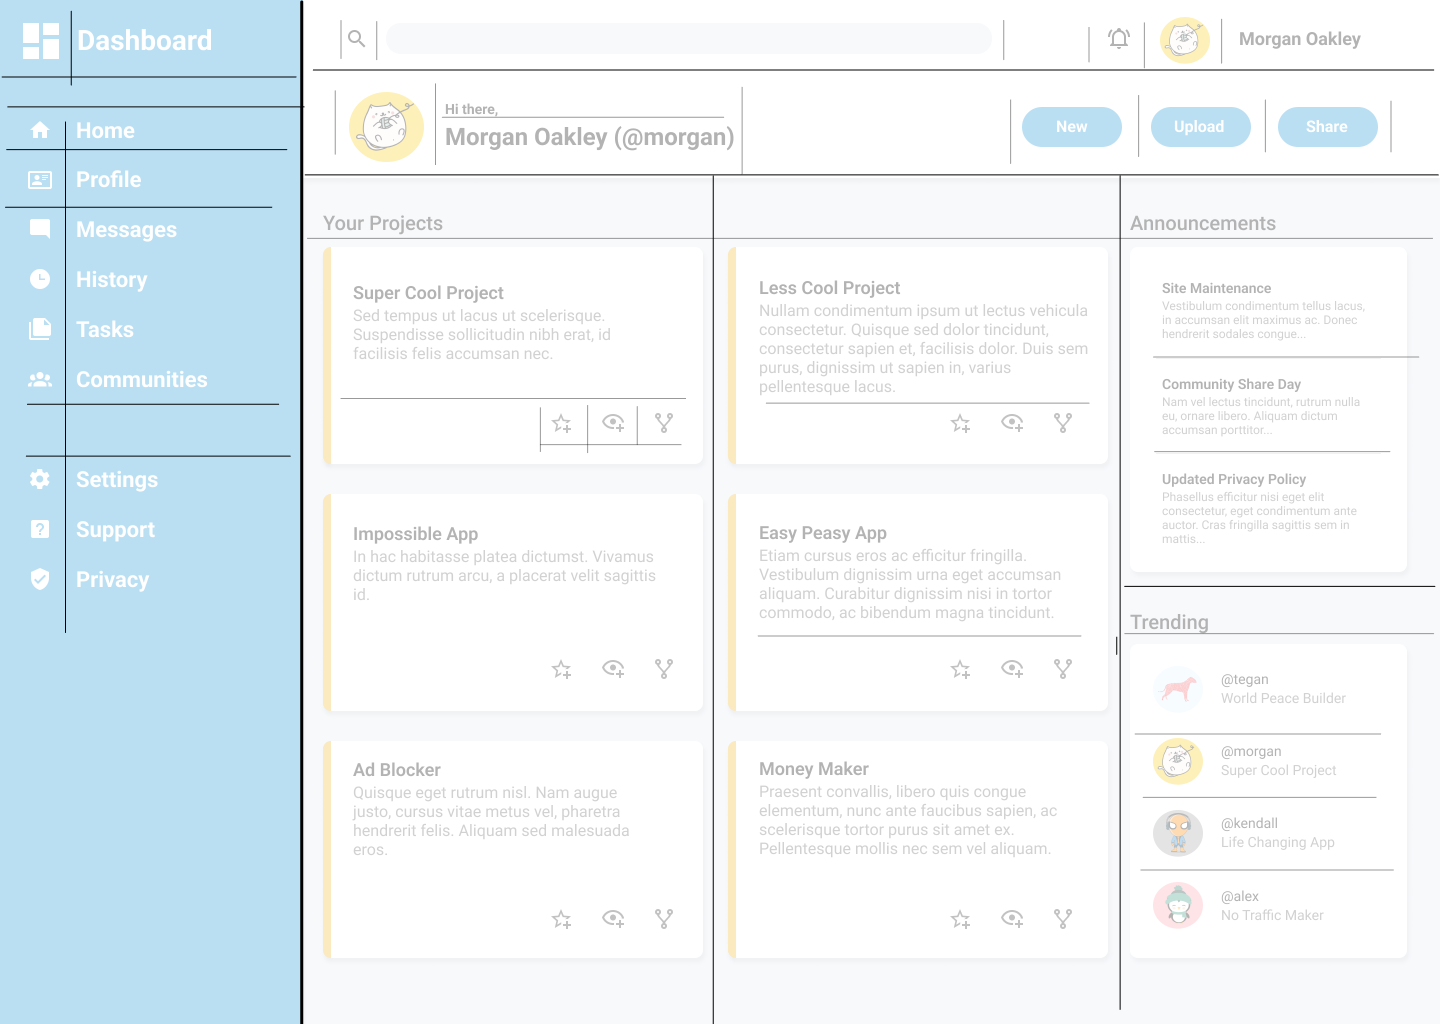 Dashboard
Home
Profile
Messages
History
Tasks
Communities
Settings
Support
Privacy
Morgan Oakley
Hi there,
Morgan Oakley (@morgan)
New
Upload
Share
Your Projects
Super Cool Project
Sed tempus ut lacus ut scelerisque.
Suspendisse sollicitudin nibh erat, id
facilisis felis accumsan nec.
Less Cool Project
Nullam condimentum ipsum ut lectus vehicula
consectetur. Quisque sed dolor tincidunt,
consectetur sapien et, facilisis dolor. Duis sem
purus, dignissim ut sapien in, varius
pellentesque lacus.
Impossible App
In hac habitasse platea dictumst. Vivamus
dictum rutrum arcu, a placerat velit sagittis
id.
Easy Peasy App
Etiam cursus eros ac efficitur fringilla.
Vestibulum dignissim urna eget accumsan
aliquam. Curabitur dignissim nisi in tortor
commodo, ac bibendum magna tincidunt.
Ad Blocker
Quisque eget rutrum nisl. Nam augue
justo, cursus vitae metus vel, pharetra
hendrerit felis. Aliquam sed malesuada
eros.
Money Maker
Praesent convallis, libero quis congue
elementum, nunc ante faucibus sapien, ac
scelerisque tortor purus sit amet ex.
Pellentesque mollis nec sem vel aliquam.
Announcements
Site Maintenance
Vestibulum condimentum tellus lacus,
in accumsan elit maximus ac. Donec
hendrerit sodales congue...
Community Share Day
Nam vel lectus tincidunt, rutrum nulla
eu, ornare libero. Aliquam dictum
accumsan porttitor...
Updated Privacy Policy
Phasellus efficitur nisi eget elit
consectetur, eget condimentum ante
auctor. Cras fringilla sagittis sem in
mattis...
Trending
@tegan
World Peace Builder
@morgan
Super Cool Project
@kendall
Life Changing App
@alex
No Traffic Maker